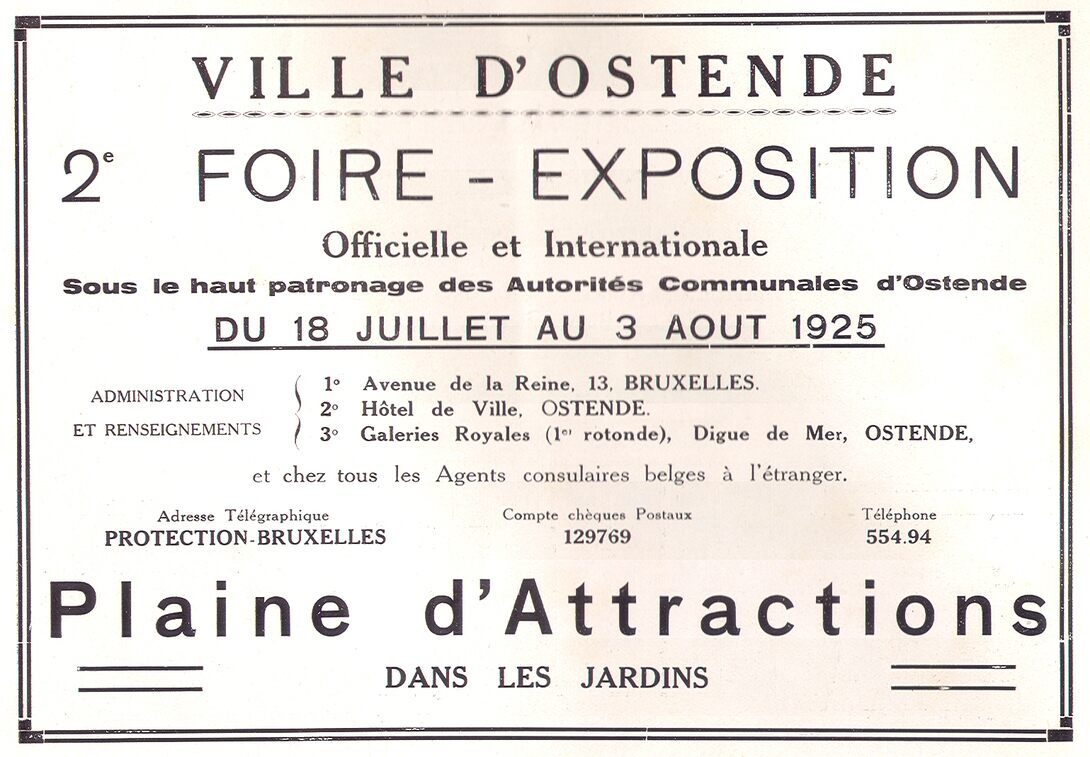 VILLE D'OSTENDE
2e FOIRE - EXPOSITION
Officielle et Internationale
Sous le haut patronage des Autorités Communales d'Ostende
DU 18 JUILLET AU 3 AOUT 1925
ADMINISTRATION
ET RENSEIGNEMENTS
1° Avenue de la Reine, 13, BRUXELLES.
2° Hôtel de Ville, OSTENDE.
3° Galeries Royales (1er rotonde), Digue de Mer, OSTENDE,
et chez tous les Agents consulaires belges à l'étranger.
Adresse Télégraphique
PROTECTION-BRUXELLES
Compte chèques Postaux
129769
Téléphone
554.94
Plaine d'Attractions
DANS LES JARDINS